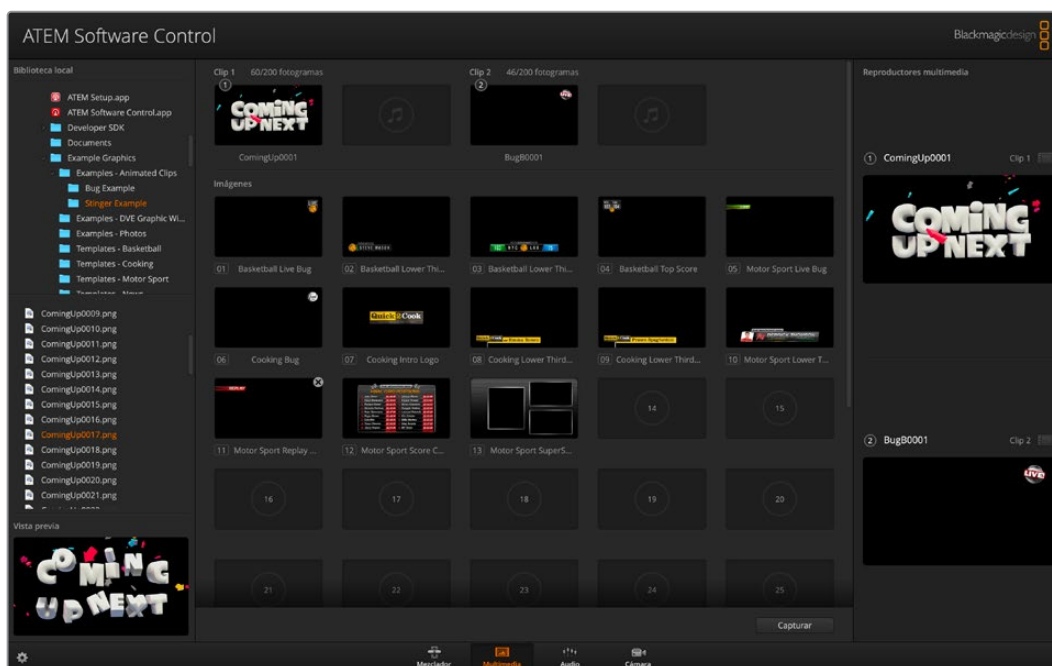 ATEM Software Control
Blackmagicdesign
Biblioteca local
ATEM Setup.app
ATEM Software Control.app
Developer SDK
Documents
Example Graphics
Examples - Animated Clips
Bug Example
Stinger Example
Examples - DVE Graphic Wi...
Examples - Photos
Templates - Basketball
Templates - Cooking
Templates - Motor Sport
ComingUp0009.png
ComingUp0010.png
ComingUp0011.png
ComingUp0012.png
ComingUp0013.png
ComingUp0014.png
ComingUp0015.png
ComingUp0016.png
ComingUp0017.png
ComingUp0018.png
ComingUp0019.png
ComingUp0020.png
ComingUp0021.png
Vista previa
COMING
UP NEXT
Clip 1 60/200 fotogramas
Clip 2 46/200 fotogramas
1
COMING
UP NEXT
2
LIVE
ComingUp0001
BugB0001
Imágenes
01 Basketball Live Bug
02 Basketball Lower Thi...
03 Basketball Lower Thi...
04 Basketball Top Score
05 Motor Sport Live Bug
Quick 2 Cook
06 Cooking Bug
07 Cooking Intro Logo
08 Cooking Lower Third...
09 Cooking Lower Third...
10 Motor Sport Lower T...
REPLAY
11 Motor Sport Replay ...
12 Motor Sport Score C...
13 Motor Sport SuperS...
14
15
16
17
18
19
20
21
22
23
24
25
Capturar
Reproductores multimedia
1 ComingUp0001 Clip 1
COMING
UP NEXT
2 BugB0001 Clip 2
LIVE
Mezclador
Multimedia
Audio
Cámara